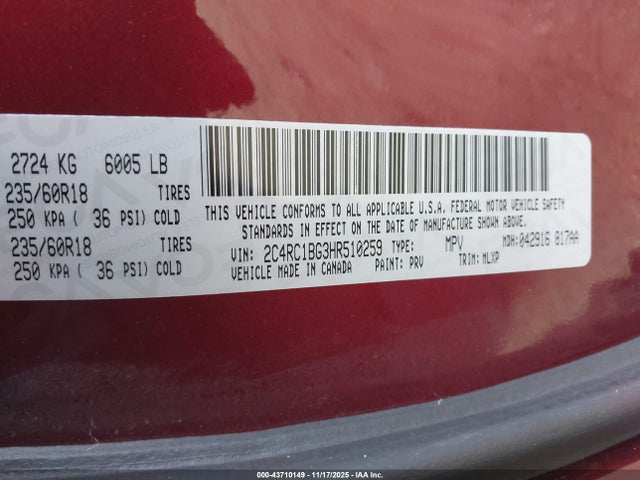 2724 KG 6005 LB
235/60R18 TIRES
250 KPA ( 36 PSI) COLD
235/60R18 TIRES
250 KPA ( 36 PSI) COLD
THIS VEHICLE CONFORMS TO ALL APPLICABLE U.S.A. FEDERAL MOTOR VEHICLE SAFETY
STANDARDS IN EFFECT ON THE DATE OF MANUFACTURE SHOWN ABOVE.
VIN: 2C4RC1BG3HR510259 TYPE: MPV MDH: 042916 817AA
VEHICLE MADE IN CANADA PAINT: PRV TRIM: MLXP
000-43710149 - 11/17/2025 - IAA Inc.